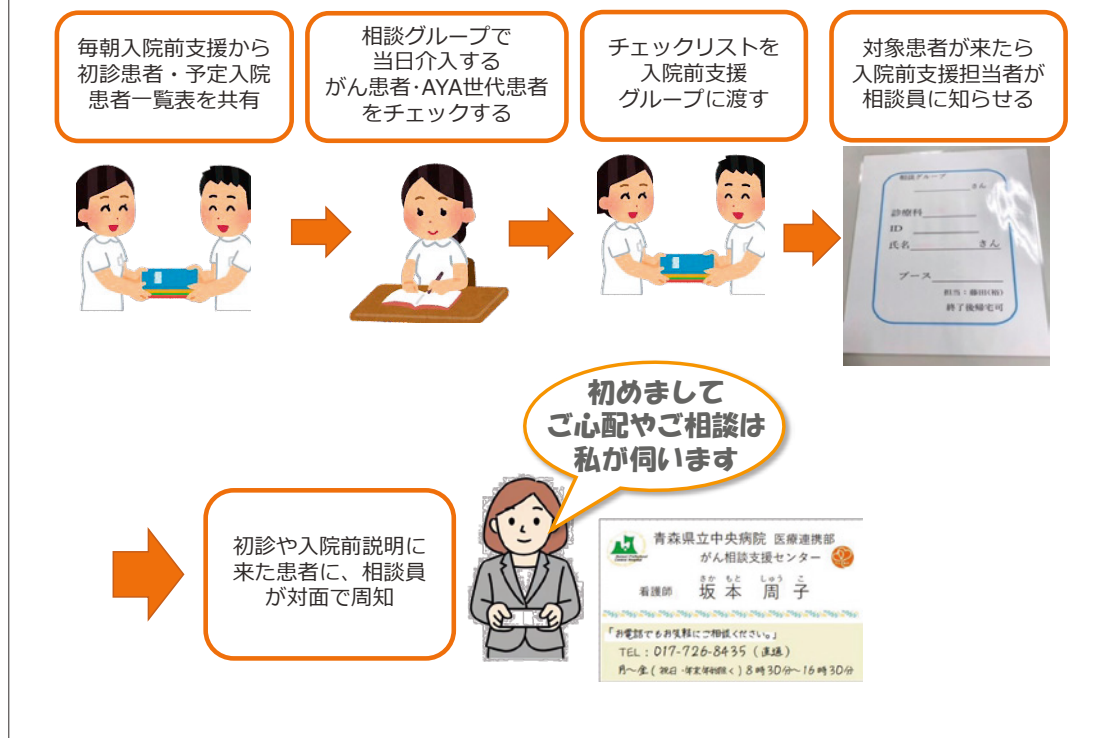 毎朝入院前支援から
初診患者・予定入院
患者一覧表を共有
相談グループで
当日介入する
がん患者・AYA世代患者
をチェックする
チェックリストを
入院前支援
グループに渡す
対象患者が来たら
入院前支援担当者が
相談員に知らせる
相談グループ
さん
診療科
ID
氏名 さん
ブース
担当：藤田(裕)
終了後帰宅可
初めまして
ご心配やご相談は
私が伺います
初診や入院前説明に
来た患者に、相談員
が対面で周知
青森県立中央病院 医療連携部
がん相談支援センター
さか もと しゅう こ
看護師 坂本 周子
「お電話でもお気軽にご相談ください。」
TEL：017-726-8435（直通）
月～金(祝日・年末年始除く)8時30分～16時30分